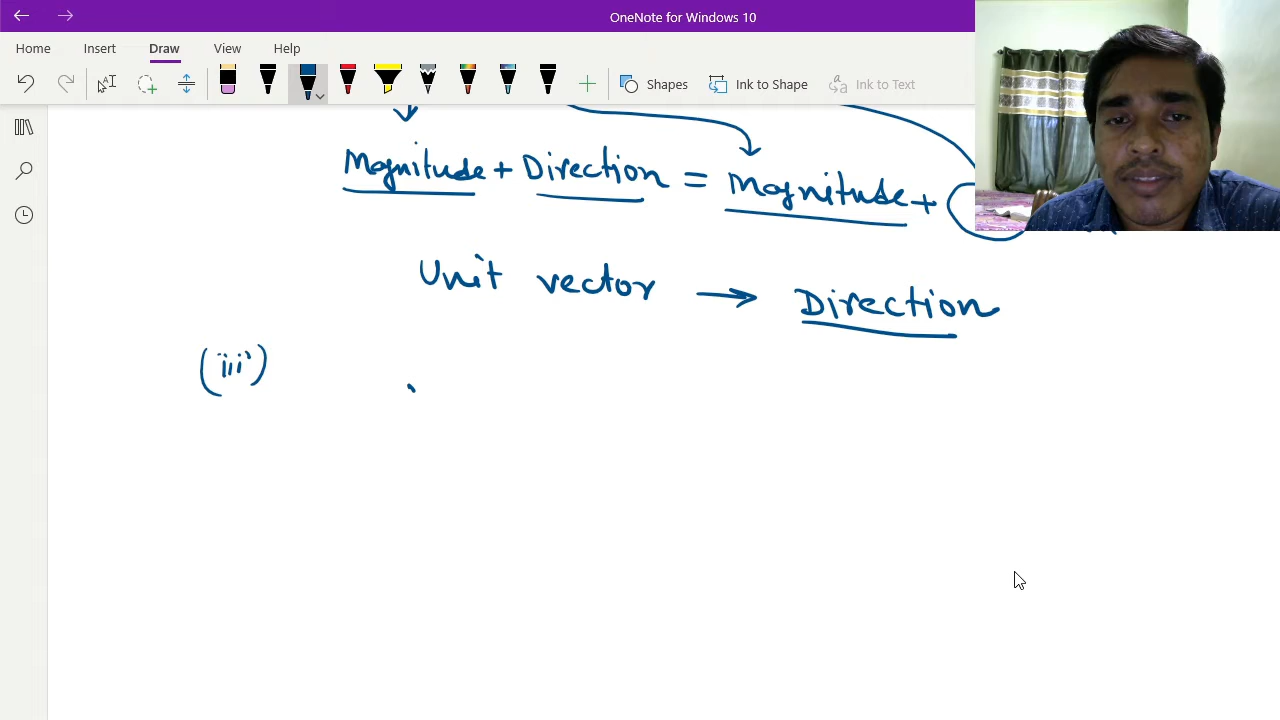 OneNote for Windows 10
Home Insert Draw View Help
Shapes Ink to Shape Ink to Text
Magnitude + Direction = Magnitude +
Unit vector → Direction
(iii)